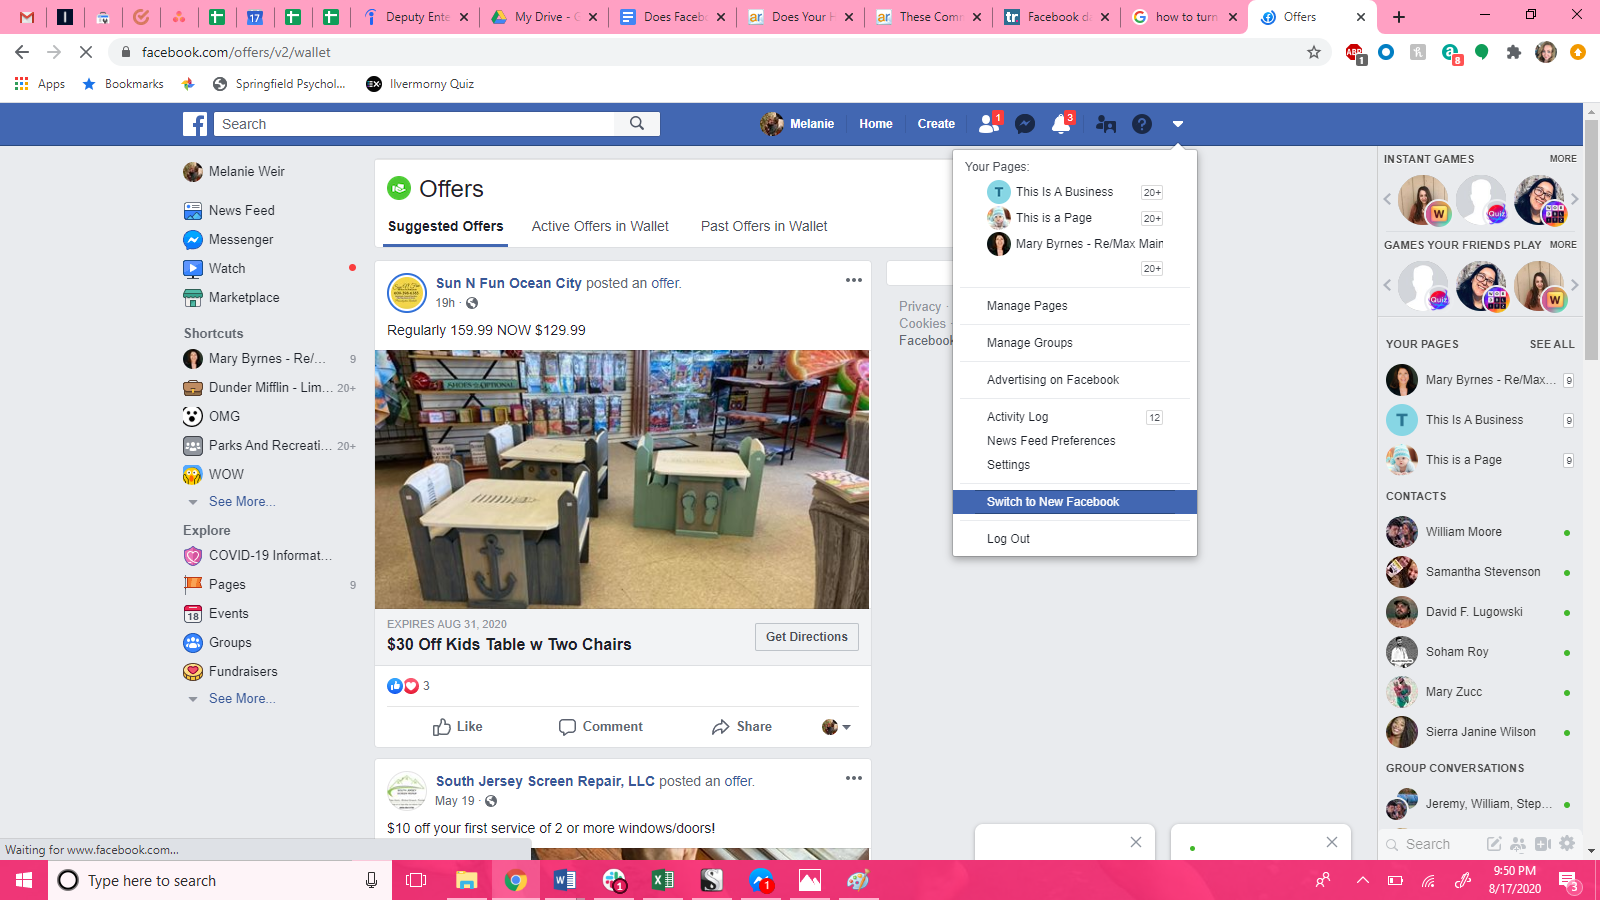 Deputy Ente
My Drive - G
Does Facebo
Does Your H
These Comm
Facebook da
how to turn
Offers
facebook.com/offers/v2/wallet
ABP
1
8
Apps
Bookmarks
Springfield Psychol...
Ilvermorny Quiz
Search
Melanie
Home
Create
1
3
Melanie Weir
News Feed
Messenger
Watch
Marketplace
Shortcuts
Mary Byrnes - Re/... 9
Dunder Mifflin - Lim... 20+
OMG
Parks And Recreati... 20+
WOW
See More...
Explore
COVID-19 Informat...
Pages 9
18 Events
Groups
Fundraisers
See More...
Offers
Suggested Offers
Active Offers in Wallet
Past Offers in Wallet
Sun N Fun Ocean City posted an offer.
19h ·
Regularly 159.99 NOW $129.99
SHOES OPTIONAL
EXPIRES AUG 31, 2020
$30 Off Kids Table w Two Chairs
Get Directions
3
Like
Comment
Share
South Jersey Screen Repair, LLC posted an offer.
May 19 ·
$10 off your first service of 2 or more windows/doors!
Privacy ·
Cookies ·
Facebook
Your Pages:
T This Is A Business 20+
This is a Page 20+
Mary Byrnes - Re/Max Main
20+
Manage Pages
Manage Groups
Advertising on Facebook
Activity Log 12
News Feed Preferences
Settings
Switch to New Facebook
Log Out
INSTANT GAMES MORE
W
Quiz
GAMES YOUR FRIENDS PLAY MORE
Quiz
W
YOUR PAGES SEE ALL
Mary Byrnes - Re/Max... 9
T This Is A Business 9
This is a Page 9
CONTACTS
William Moore
Samantha Stevenson
David F. Lugowski
Soham Roy
Mary Zucc
Sierra Janine Wilson
GROUP CONVERSATIONS
Jeremy, William, Step...
Search
Waiting for www.facebook.com...
Type here to search
1
1
9:50 PM
8/17/2020
3